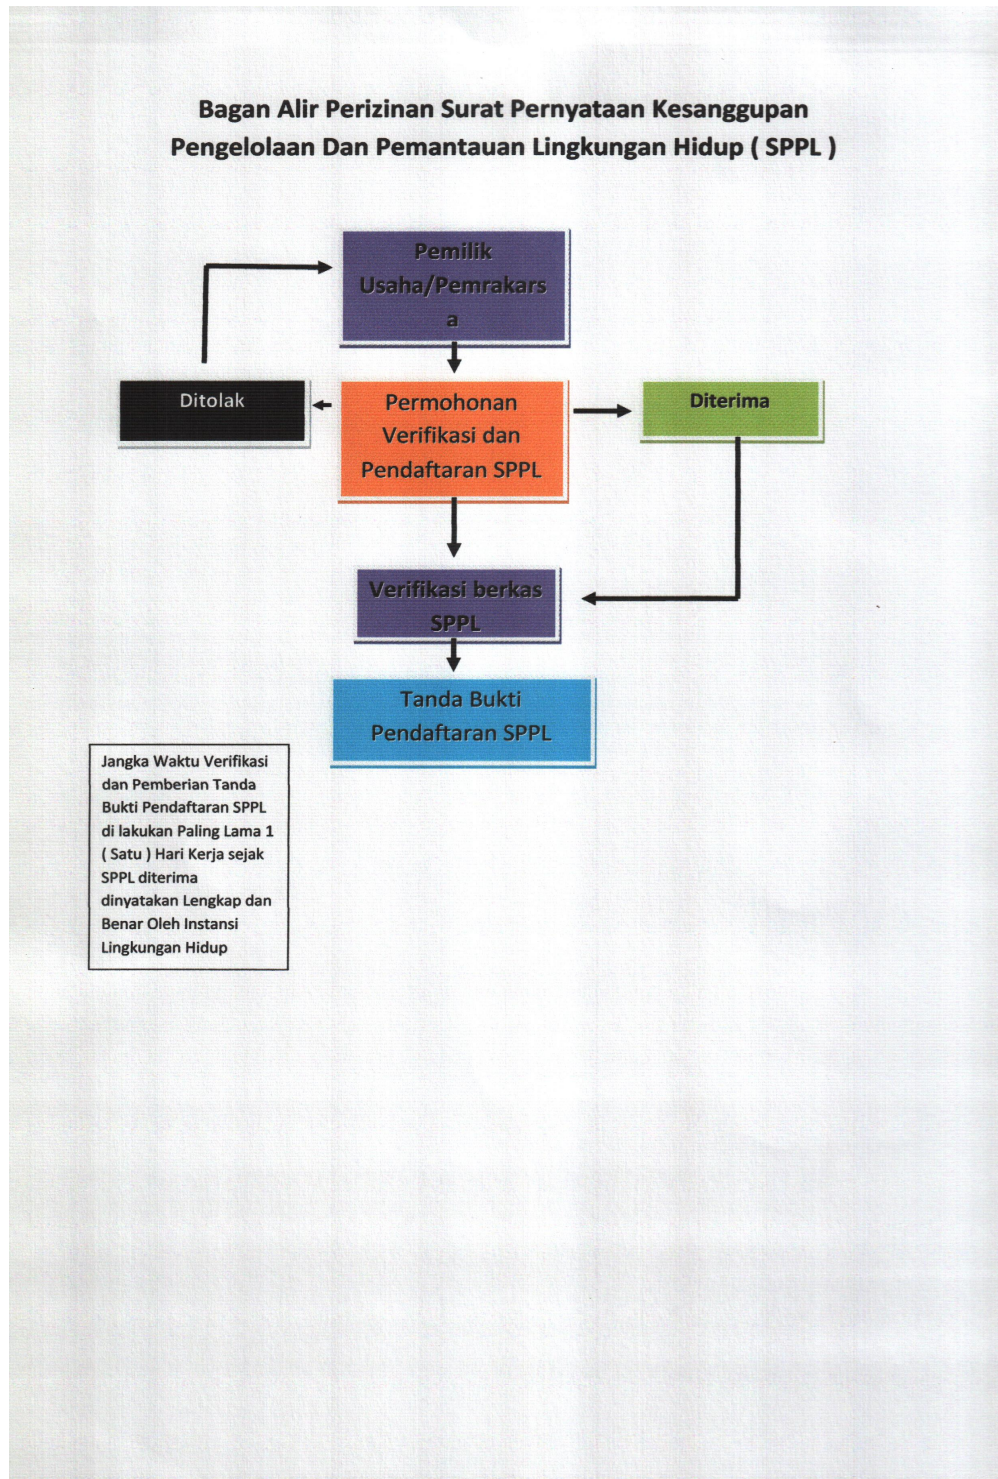 Bagan Alir Perizinan Surat Pernyataan Kesanggupan
Pengelolaan Dan Pemantauan Lingkungan Hidup ( SPPL )
Pemilik
Usaha/Pemrakars
a
Ditolak
Permohonan
Verifikasi dan
Pendaftaran SPPL
Diterima
Verifikasi berkas
SPPL
Tanda Bukti
Pendaftaran SPPL
Jangka Waktu Verifikasi
dan Pemberian Tanda
Bukti Pendaftaran SPPL
di lakukan Paling Lama 1
( Satu ) Hari Kerja sejak
SPPL diterima
dinyatakan Lengkap dan
Benar Oleh Instansi
Lingkungan Hidup